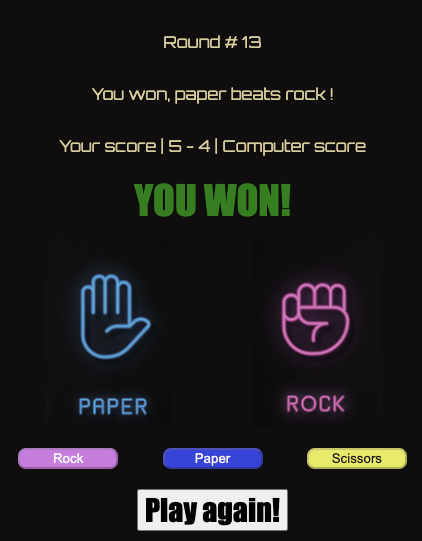 Round # 13
You won, paper beats rock !
Your score | 5 - 4 | Computer score
YOU WON!
PAPER
ROCK
Rock
Paper
Scissors
Play again!